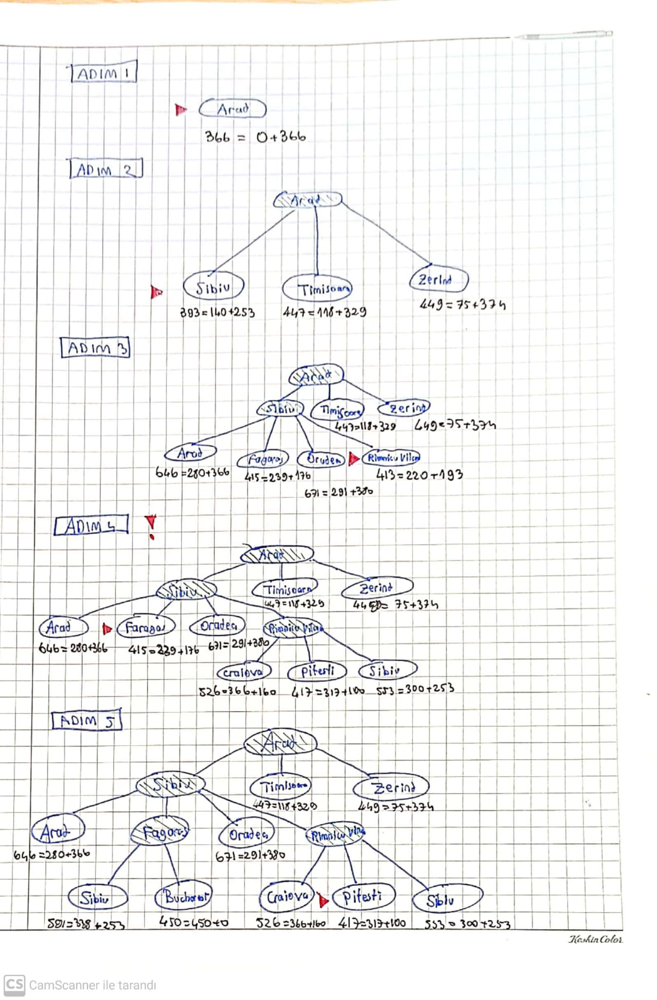 ADIM 1
Arad
366 = 0+366
ADIM 2
Arad
Sibiu Timisoara Zerind
393=140+253 447=118+329 449=75+374
ADIM 3
Arad
Sibiu Timisoara Zerind
447=118+329 449=75+374
Arad Fagaras Oradea Rimnicu Vilcea
646=280+366 415=239+176 413=220+193
671=291+380
ADIM 4 !
Arad
Sibiu Timisoara Zerind
447=118+329 449= 75+374
Arad Faragas Oradea Rimnicu Vilcea
646=280+366 415=239+176 671=291+380
Craiova Pitesti Sibiu
526=366+160 417=317+100 553=300+253
ADIM 5
Arad
Sibiu Timisoara Zerind
447=118+329 449=75+374
Arad Fagaras Oradea Rimnicu Vilcea
646=280+366 671=291+380
Sibiu Bucharest Craiova Pitesti Sibiu
591=338+253 450=450+0 526=366+160 417=317+100 553=300+253
KeskinColor
CS CamScanner ile tarandı